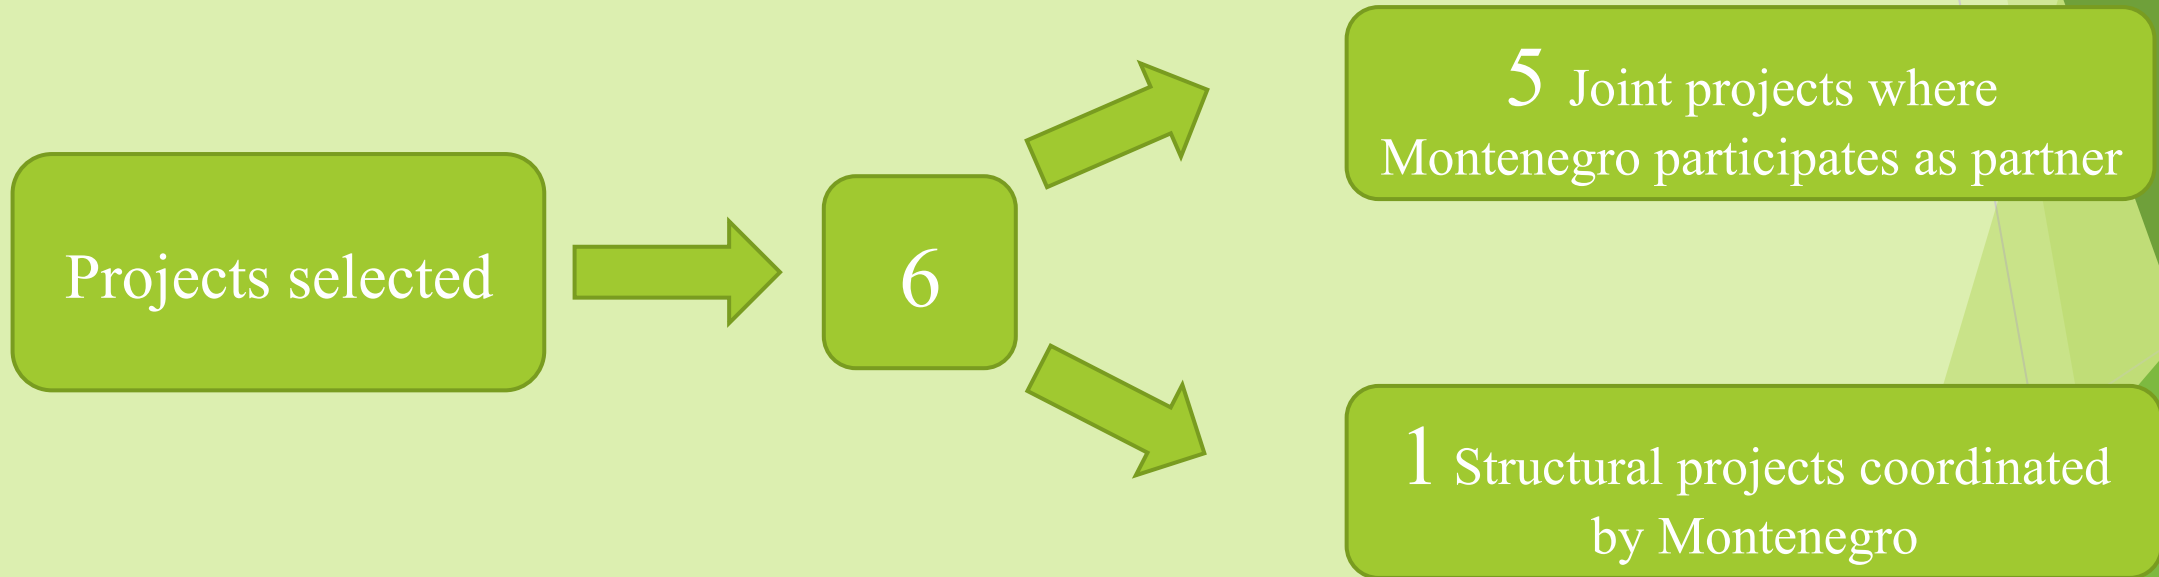 Projects selected
6
5 Joint projects where
Montenegro participates as partner
1 Structural projects coordinated
by Montenegro